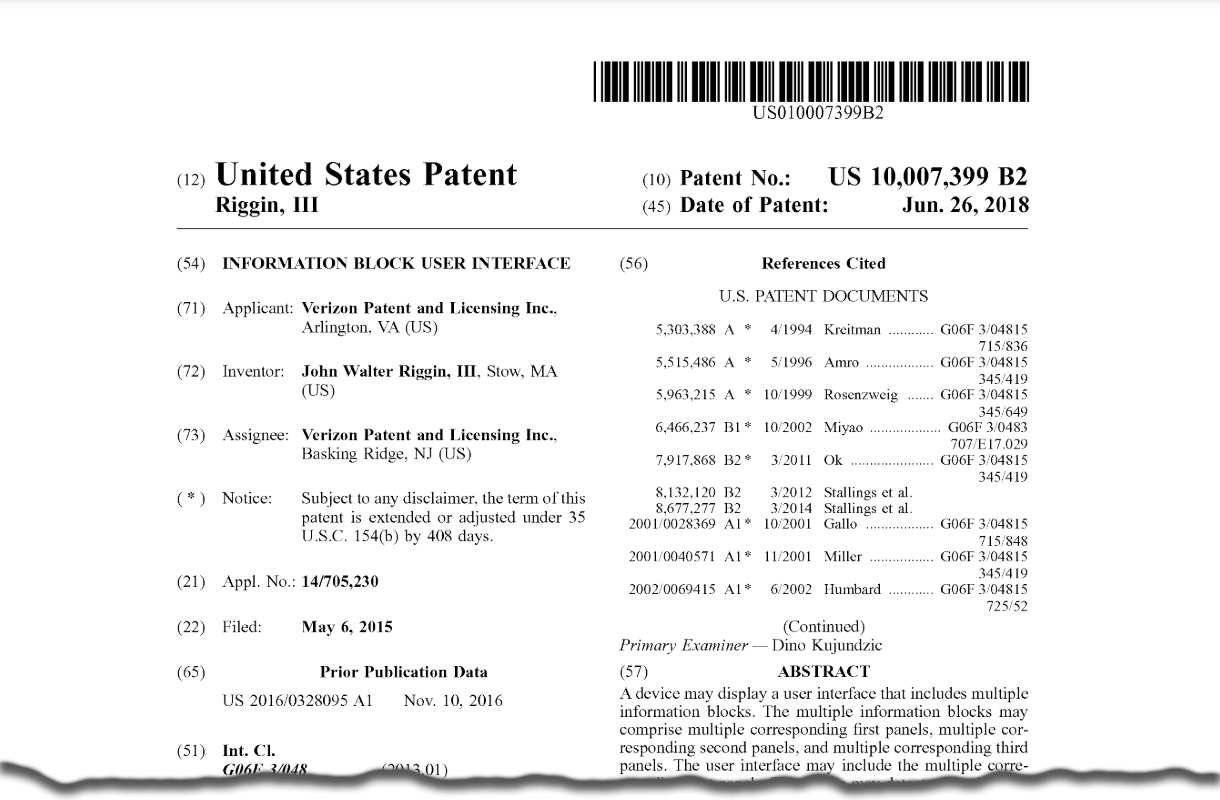 US010007399B2
(12) United States Patent
Riggin, III
(10) Patent No.: US 10,007,399 B2
(45) Date of Patent: Jun. 26, 2018
(54) INFORMATION BLOCK USER INTERFACE
(71) Applicant: Verizon Patent and Licensing Inc.,
Arlington, VA (US)
(72) Inventor: John Walter Riggin, III, Stow, MA
(US)
(73) Assignee: Verizon Patent and Licensing Inc.,
Basking Ridge, NJ (US)
( * ) Notice: Subject to any disclaimer, the term of this
patent is extended or adjusted under 35
U.S.C. 154(b) by 408 days.
(21) Appl. No.: 14/705,230
(22) Filed: May 6, 2015
(65) Prior Publication Data
US 2016/0328095 A1 Nov. 10, 2016
(51) Int. Cl.
G06F 3/048 (2013.01)
(56) References Cited
U.S. PATENT DOCUMENTS
5,303,388 A * 4/1994 Kreitman ........... G06F 3/04815
715/836
5,515,486 A * 5/1996 Amro ................. G06F 3/04815
345/419
5,963,215 A * 10/1999 Rosenzweig ....... G06F 3/04815
345/649
6,466,237 B1 * 10/2002 Miyao .................. G06F 3/0483
707/E17.029
7,917,868 B2 * 3/2011 Ok ..................... G06F 3/04815
345/419
8,132,120 B2 3/2012 Stallings et al.
8,677,277 B2 3/2014 Stallings et al.
2001/0028369 A1 * 10/2001 Gallo ................. G06F 3/04815
715/848
2001/0040571 A1 * 11/2001 Miller ................ G06F 3/04815
345/419
2002/0069415 A1 * 6/2002 Humbard ........... G06F 3/04815
725/52
(Continued)
Primary Examiner — Dino Kujundzic
(57) ABSTRACT
A device may display a user interface that includes multiple
information blocks. The multiple information blocks may
comprise multiple corresponding first panels, multiple cor-
responding second panels, and multiple corresponding third
panels. The user interface may include the multiple corre-